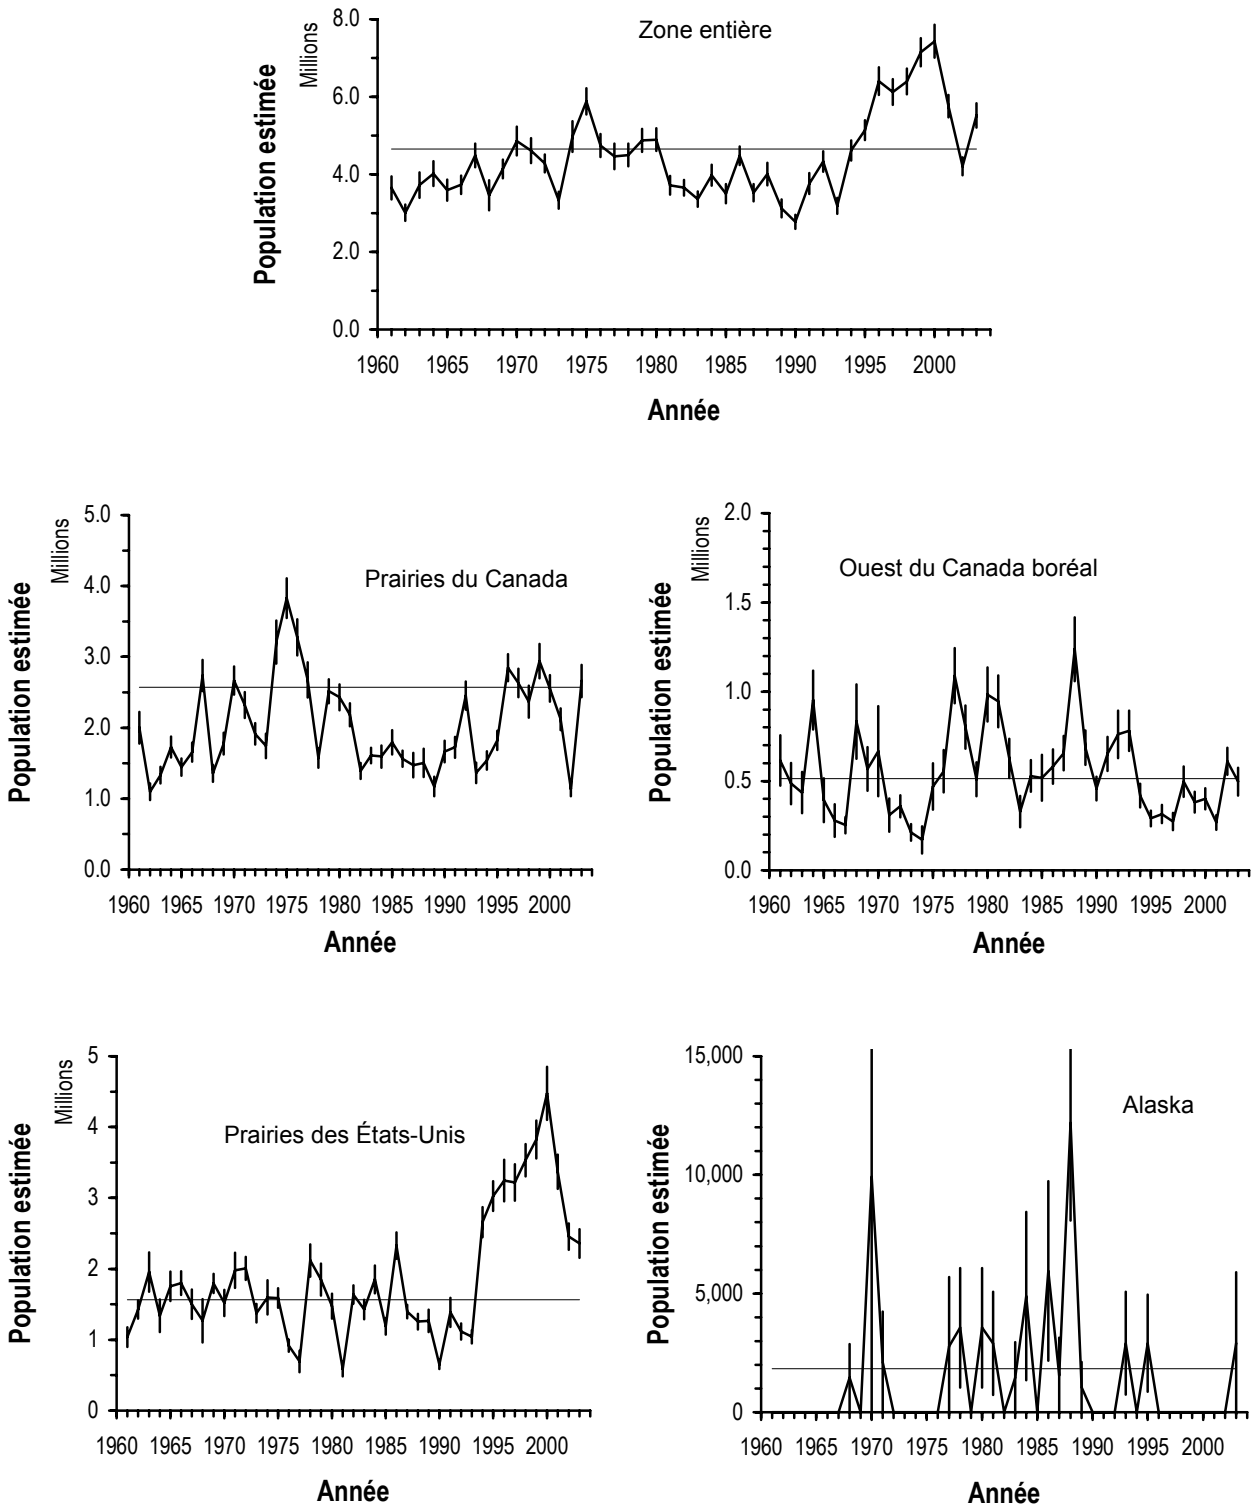 Zone entière
Population estimée
Millions
8.0
6.0
4.0
2.0
0.0
1960 1965 1970 1975 1980 1985 1990 1995 2000
Année
Prairies du Canada
Population estimée
Millions
5.0
4.0
3.0
2.0
1.0
0.0
1960 1965 1970 1975 1980 1985 1990 1995 2000
Année
Ouest du Canada boréal
Population estimée
Millions
2.0
1.5
1.0
0.5
0.0
1960 1965 1970 1975 1980 1985 1990 1995 2000
Année
Prairies des États-Unis
Population estimée
Millions
5
4
3
2
1
0
1960 1965 1970 1975 1980 1985 1990 1995 2000
Année
Alaska
Population estimée
15,000
10,000
5,000
0
1960 1965 1970 1975 1980 1985 1990 1995 2000
Année